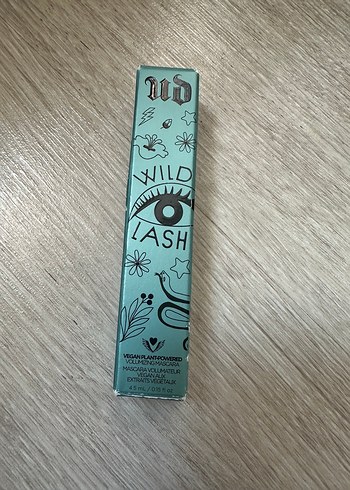 UD
WILD
LASH
VEGAN PLANT-POWERED
VOLUMIZING MASCARA
MASCARA VOLUMATEUR
VEGAN AUX
EXTRAITS VÉGÉTAUX